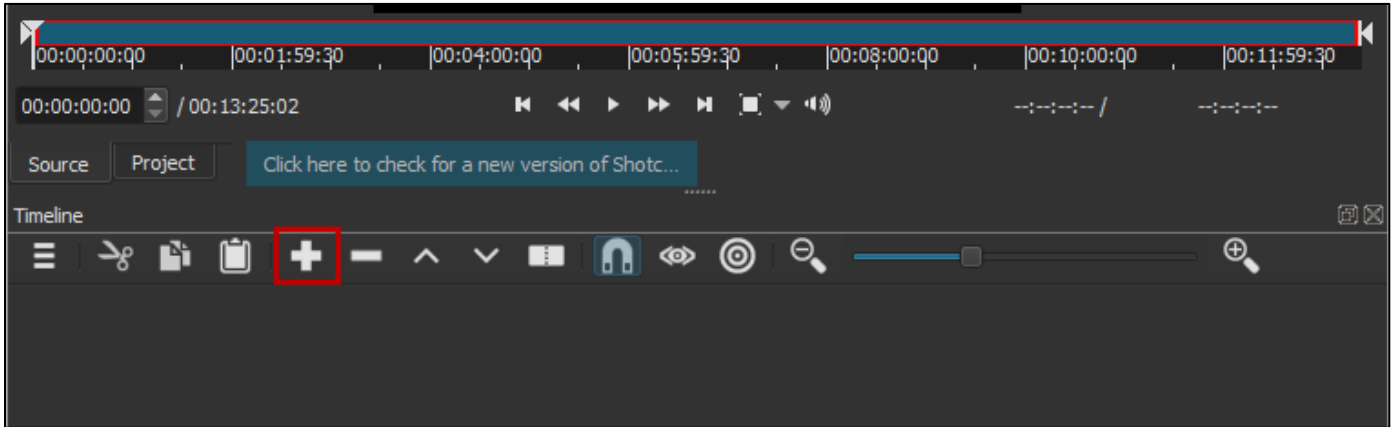 00:00:00:00 00:01:59:30 00:04:00:00 00:05:59:30 00:08:00:00 00:10:00:00 00:11:59:30
00:00:00:00 / 00:13:25:02 --:--:--:-- / --:--:--:--
Source Project Click here to check for a new version of Shotc...
Timeline